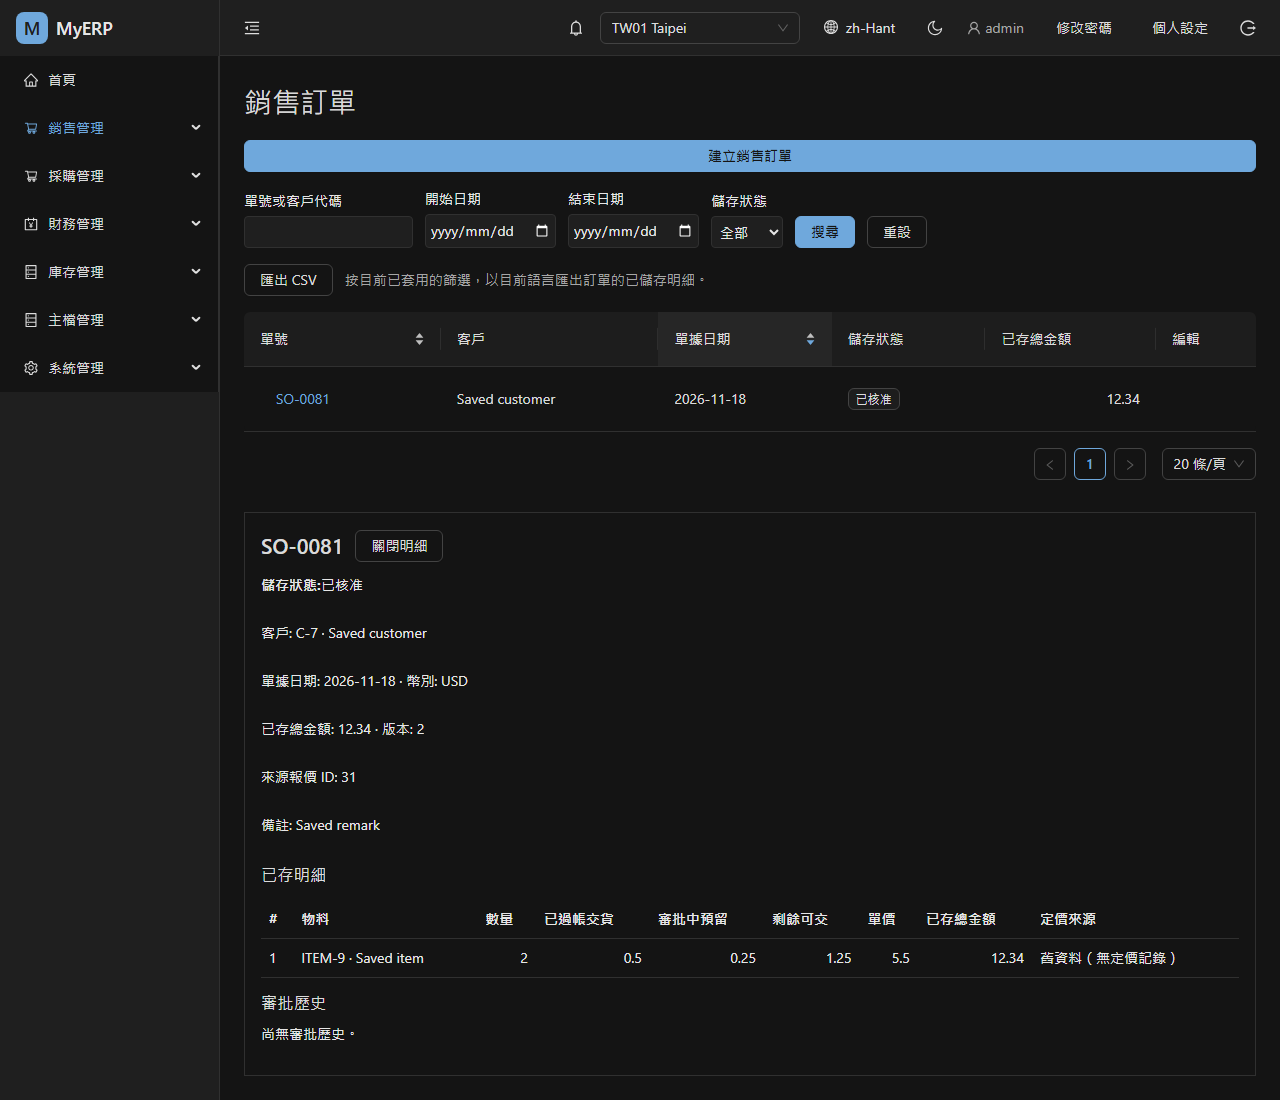 M MyERP
TW01 Taipei
zh-Hant
admin
修改密碼
個人設定
首頁
銷售管理
採購管理
財務管理
庫存管理
主檔管理
系統管理
銷售訂單
建立銷售訂單
單號或客戶代碼
開始日期
結束日期
儲存狀態
yyyy/mm/dd
yyyy/mm/dd
全部
搜尋
重設
匯出 CSV
按目前已套用的篩選，以目前語言匯出訂單的已儲存明細。
單號 客戶 單據日期 儲存狀態 已存總金額 編輯
SO-0081 Saved customer 2026-11-18 已核准 12.34
1
20 條/頁
SO-0081 關閉明細
儲存狀態:已核准
客戶: C-7 · Saved customer
單據日期: 2026-11-18 · 幣別: USD
已存總金額: 12.34 · 版本: 2
來源報價 ID: 31
備註: Saved remark
已存明細
# 物料 數量 已過帳交貨 審批中預留 剩餘可交 單價 已存總金額 定價來源
1 ITEM-9 · Saved item 2 0.5 0.25 1.25 5.5 12.34 舊資料（無定價記錄）
審批歷史
尚無審批歷史。